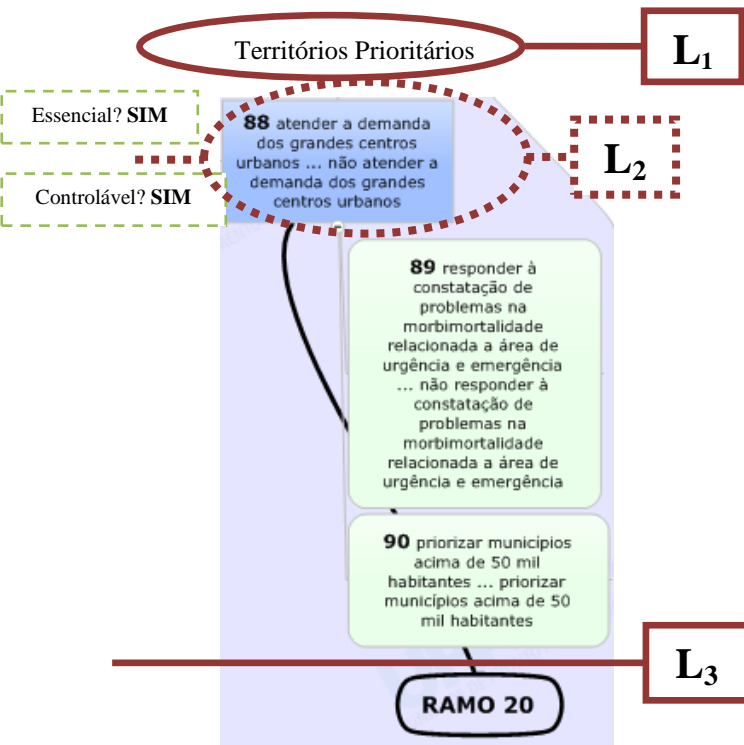 Territórios Prioritários
L₁
Essencial? SIM
Controlável? SIM
88 atender a demanda
dos grandes centros
urbanos ... não atender a
demanda dos grandes
centros urbanos
L₂
89 responder à
constatação de
problemas na
morbimortalidade
relacionada a área de
urgência e emergência
... não responder à
constatação de
problemas na
morbimortalidade
relacionada a área de
urgência e emergência
90 priorizar municípios
acima de 50 mil
habitantes ... priorizar
municípios acima de 50
mil habitantes
L₃
RAMO 20